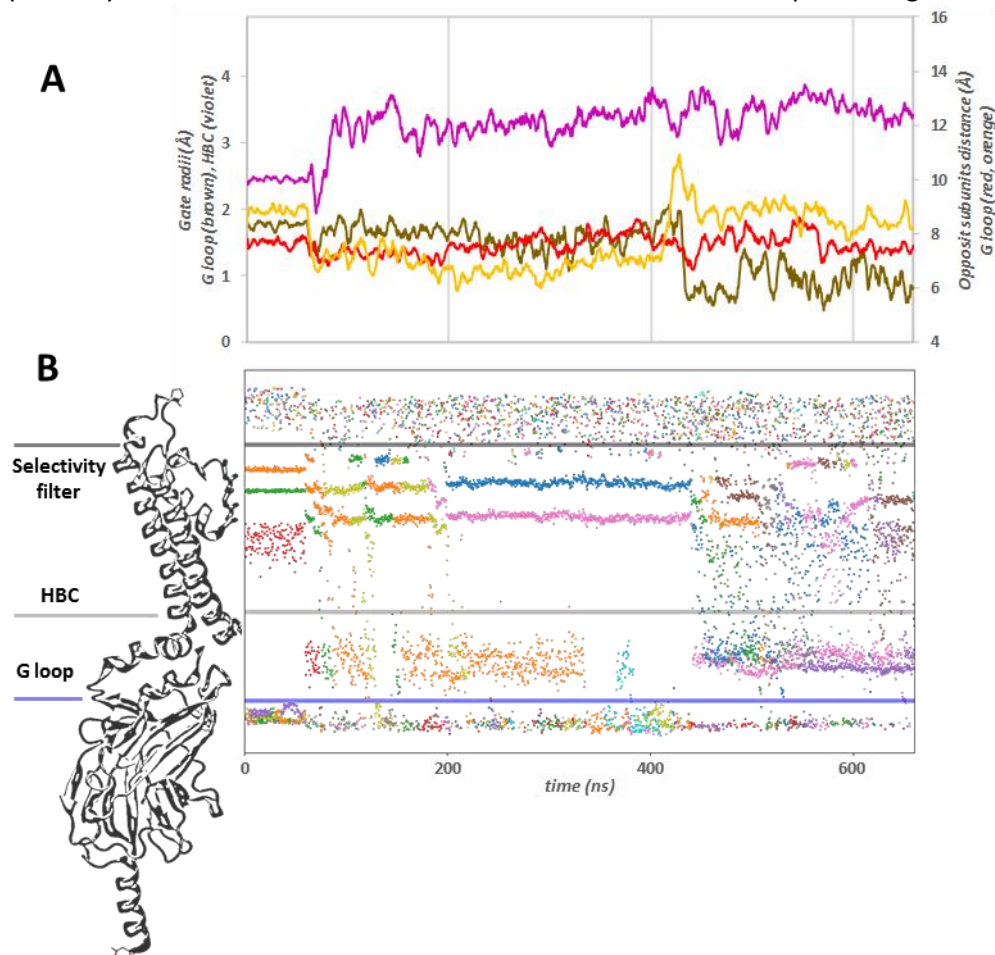 A
Gate radii (Å)
G loop (brown), HBC (violet)
4
3
2
1
0
16
14
12
10
8
6
4
Opposit subunits distance (Å)
G loop (red, orenge)
B
Selectivity
filter
HBC
G loop
0
200
400
600
time (ns)